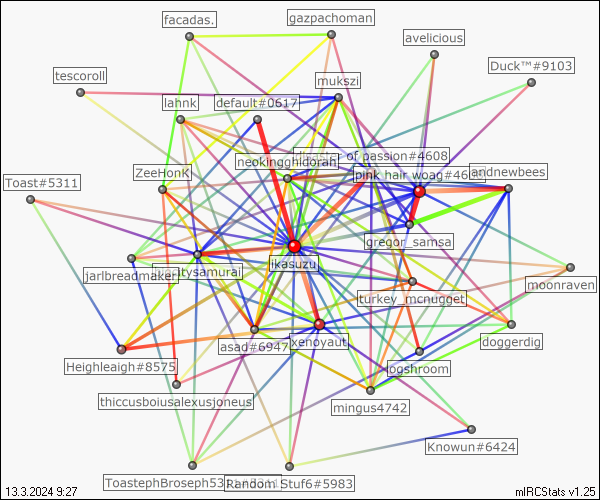 facadas.
gazpachoman
avelicious
Duck™#9103
tescoroll
mukszi
lahnk
default#0617
of passion#4608
neokingghidorah
pink hair woag#46
andnewbees
ZeeHonK
Toast#5311
gregor_samsa
ikasuzu
jarlbreadmaker
tysamurai
moonraven
turkey_mcnugget
xenoyaut
asad#6947
doggerdig
Heighleigh#8575
ogshroom
thiccusboiusalexusjoneus
mingus4742
Knowun#6424
ToastephBroseph53
Random Stuf6#5983
13.3.2024 9:27
mIRCStats v1.25